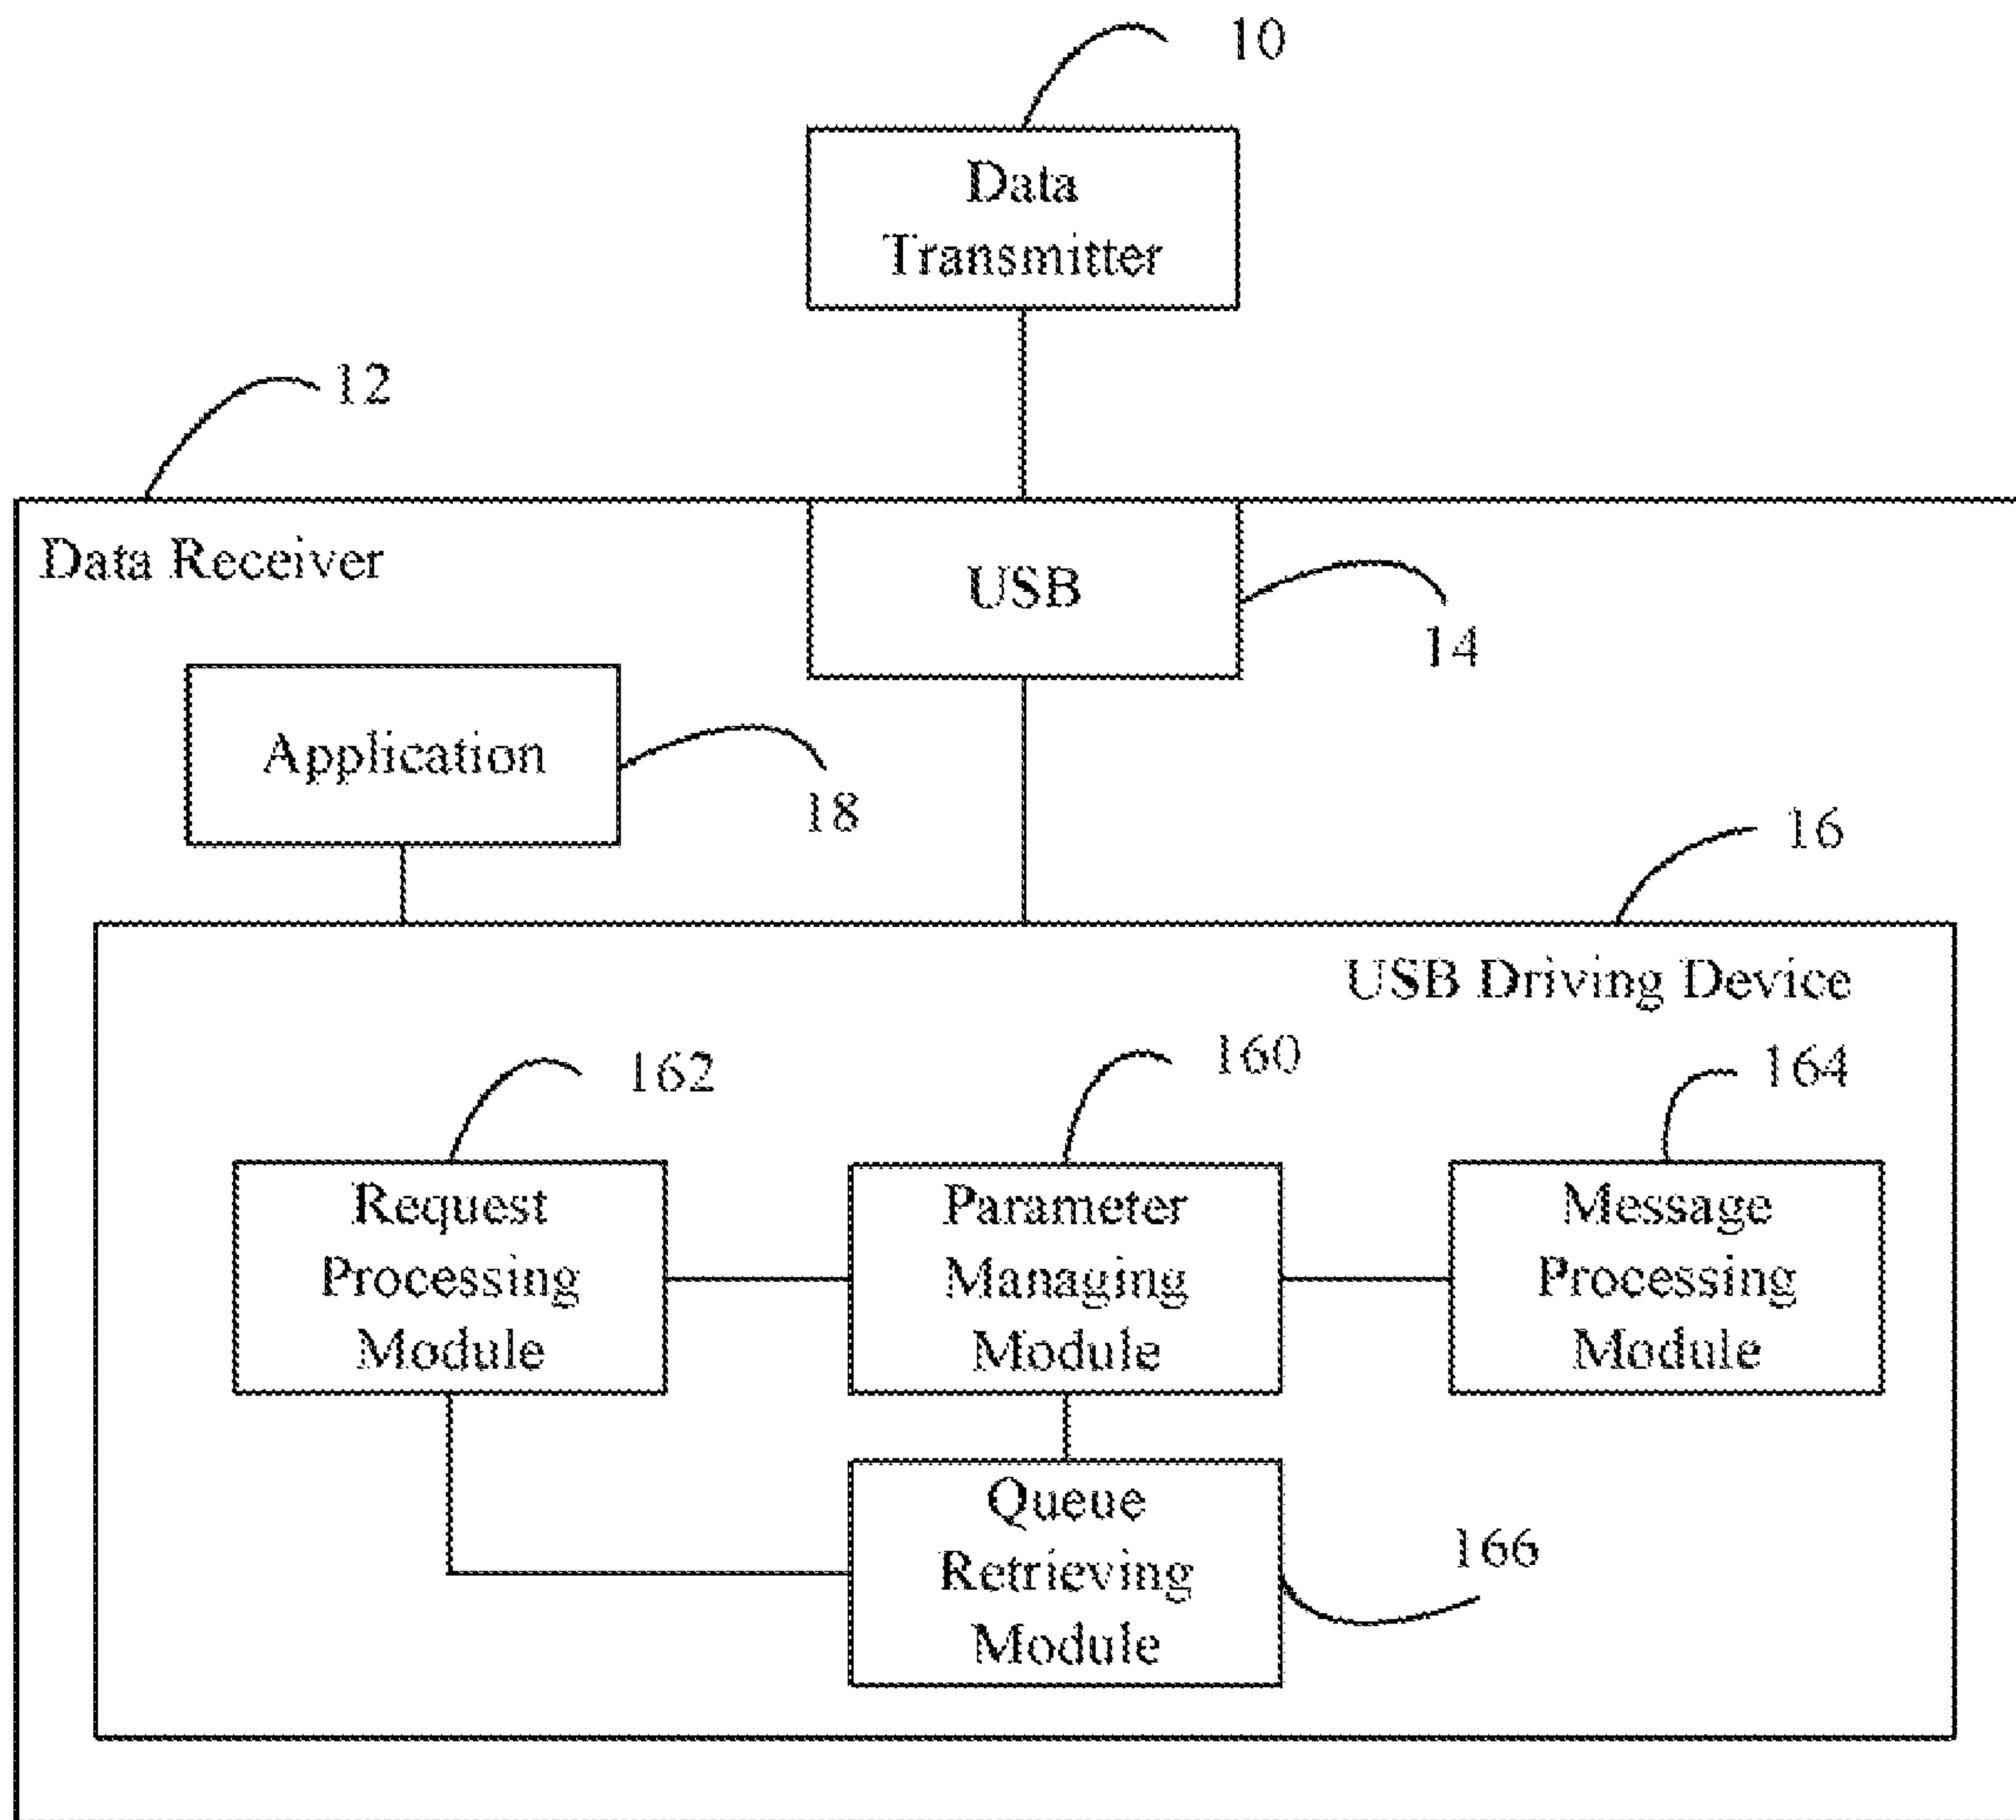 10
Data
Transmitter
12
Data Receiver
USB
14
Application
18
16
USB Driving Device
162
160
164
Request
Processing
Module
Parameter
Managing
Module
Message
Processing
Module
Queue
Retrieving
Module
166